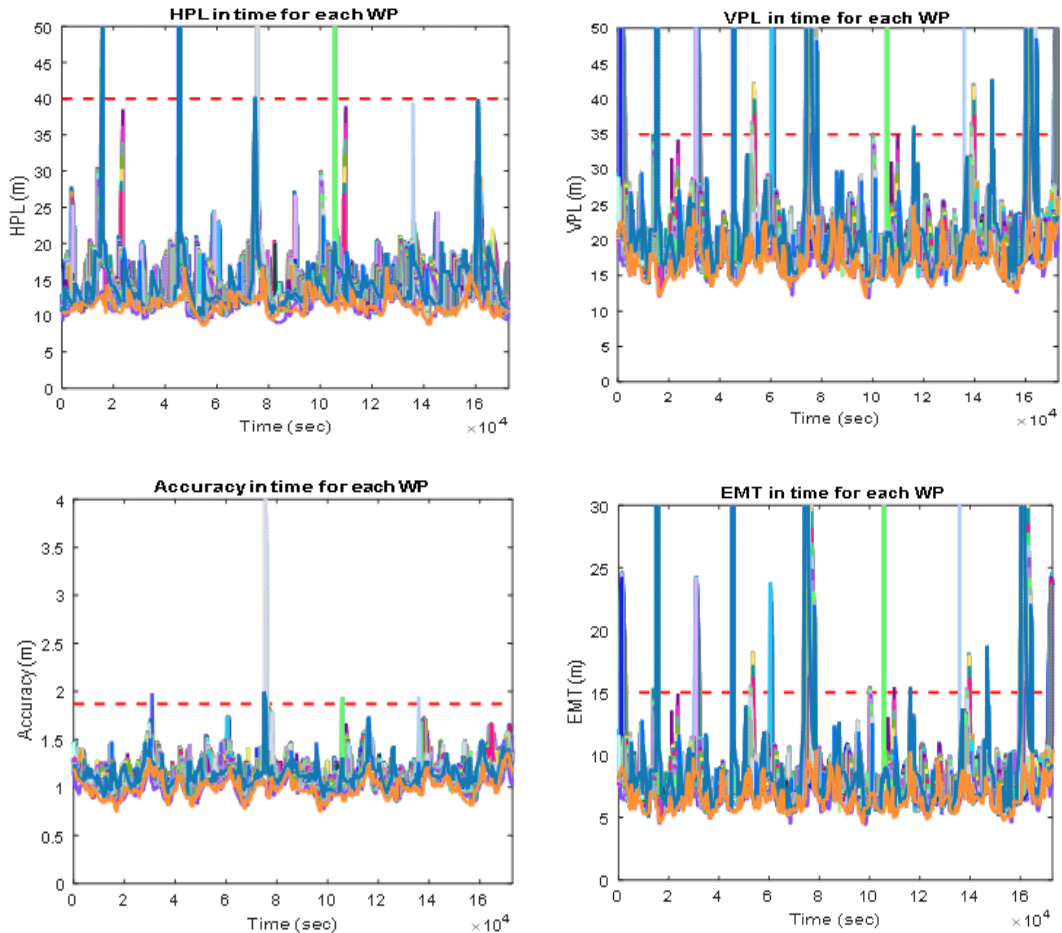 HPL in time for each WP
50
45
40
35
30
25
20
15
10
5
0
HPL (m)
0 2 4 6 8 10 12 14 16
Time (sec)
×10^4
VPL in time for each WP
50
45
40
35
30
25
20
15
10
5
0
VPL (m)
0 2 4 6 8 10 12 14 16
Time (sec)
×10^4
Accuracy in time for each WP
4
3.5
3
2.5
2
1.5
1
0.5
0
Accuracy (m)
0 2 4 6 8 10 12 14 16
Time (sec)
×10^4
EMT in time for each WP
30
25
20
15
10
5
0
EMT (m)
0 2 4 6 8 10 12 14 16
Time (sec)
×10^4